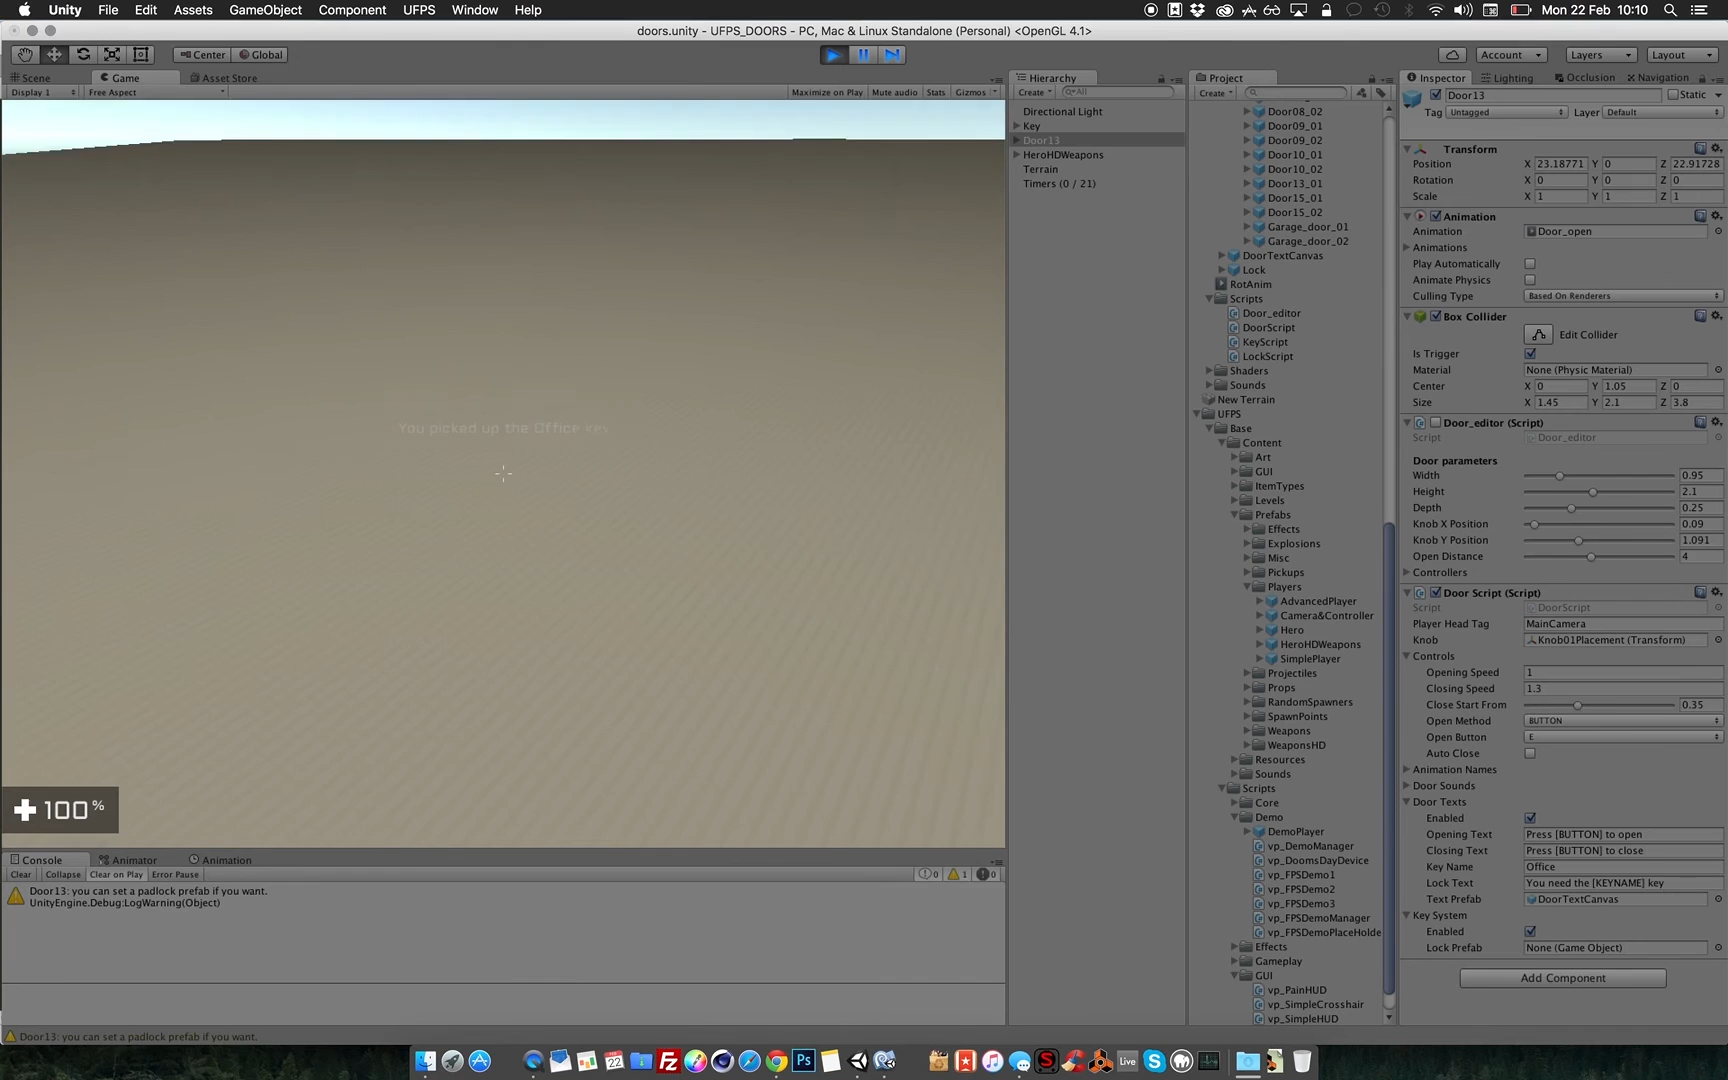 Unity File Edit Assets GameObject Component UFPS Window Help Mon 22 Feb 10:10
doors.unity - UFPS_DOORS - PC, Mac & Linux Standalone (Personal) <OpenGL 4.1>
Center Global Account Layers Layout
Scene Game Asset Store
Display 1 Free Aspect Maximize on Play Mute audio Stats Gizmos
You picked up the Office key
100%
Console Animator Animation
Clear Collapse Clear on Play Error Pause 0 1 0
Door13: you can set a padlock prefab if you want.
UnityEngine.Debug:LogWarning(Object)
Door13: you can set a padlock prefab if you want.
Hierarchy
Create All
Directional Light
Key
Door13
HeroHDWeapons
Terrain
Timers (0 / 21)
Project
Create
Door08_02
Door09_01
Door09_02
Door10_01
Door10_02
Door13_01
Door15_01
Door15_02
Garage_door_01
Garage_door_02
DoorTextCanvas
Lock
RotAnim
Scripts
Door_editor
DoorScript
KeyScript
LockScript
Shaders
Sounds
New Terrain
UFPS
Base
Content
Art
GUI
ItemTypes
Levels
Prefabs
Effects
Explosions
Misc
Pickups
Players
AdvancedPlayer
Camera&Controller
Hero
HeroHDWeapons
SimplePlayer
Projectiles
Props
RandomSpawners
SpawnPoints
Weapons
WeaponsHD
Resources
Sounds
Scripts
Core
Demo
DemoPlayer
vp_DemoManager
vp_DoomsDayDevice
vp_FPSDemo1
vp_FPSDemo2
vp_FPSDemo3
vp_FPSDemoManager
vp_FPSDemoPlaceHolde
Effects
Gameplay
GUI
vp_PainHUD
vp_SimpleCrosshair
vp_SimpleHUD
Inspector Lighting Occlusion Navigation
Door13 Static
Tag Untagged Layer Default
Transform
Position X 23.18771 Y 0 Z 22.91728
Rotation X 0 Y 0 Z 0
Scale X 1 Y 1 Z 1
Animation
Animation Door_open
Animations
Play Automatically
Animate Physics
Culling Type Based On Renderers
Box Collider
Edit Collider
Is Trigger
Material None (Physic Material)
Center X 0 Y 1.05 Z 0
Size X 1.45 Y 2.1 Z 3.8
Door_editor (Script)
Script Door_editor
Door parameters
Width 0.95
Height 2.1
Depth 0.25
Knob X Position 0.09
Knob Y Position 1.091
Open Distance 4
Controllers
Door Script (Script)
Script DoorScript
Player Head Tag MainCamera
Knob Knob01Placement (Transform)
Controls
Opening Speed 1
Closing Speed 1.3
Close Start From 0.35
Open Method BUTTON
Open Button E
Auto Close
Animation Names
Door Sounds
Door Texts
Enabled
Opening Text Press [BUTTON] to open
Closing Text Press [BUTTON] to close
Key Name Office
Lock Text You need the [KEYNAME] key
Text Prefab DoorTextCanvas
Key System
Enabled
Lock Prefab None (Game Object)
Add Component
22 FZ Ps Live